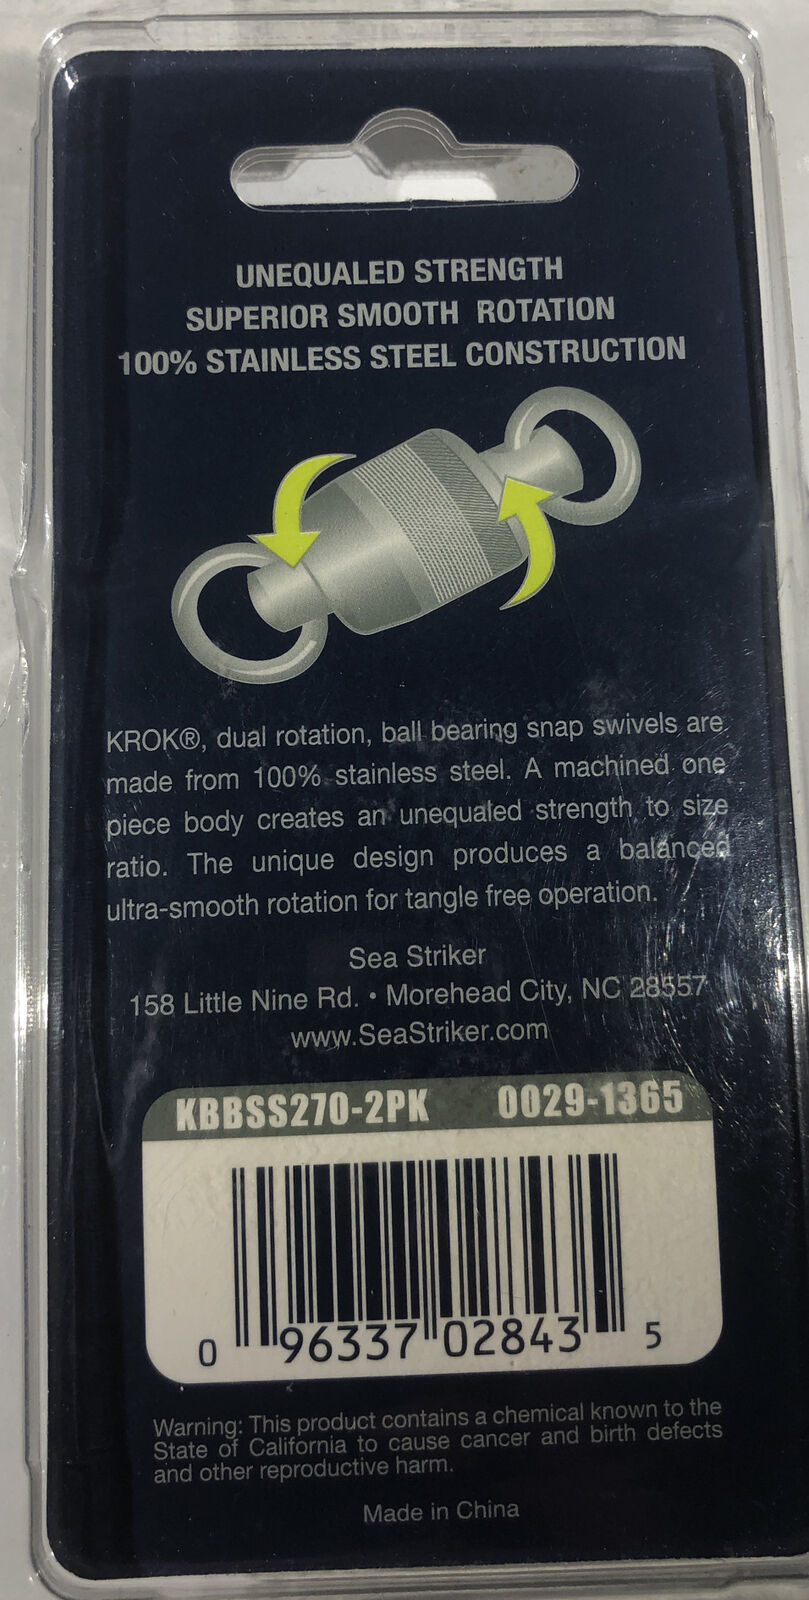 UNEQUALED STRENGTH
SUPERIOR SMOOTH ROTATION
100% STAINLESS STEEL CONSTRUCTION
KROK®, dual rotation, ball bearing snap swivels are
made from 100% stainless steel. A machined one
piece body creates an unequaled strength to size
ratio. The unique design produces a balanced
ultra-smooth rotation for tangle free operation.
Sea Striker
158 Little Nine Rd. • Morehead City, NC 28557
www.SeaStriker.com
KBBSS270-2PK 0029-1365
0 96337 02843 5
Warning: This product contains a chemical known to the
State of California to cause cancer and birth defects
and other reproductive harm.
Made in China